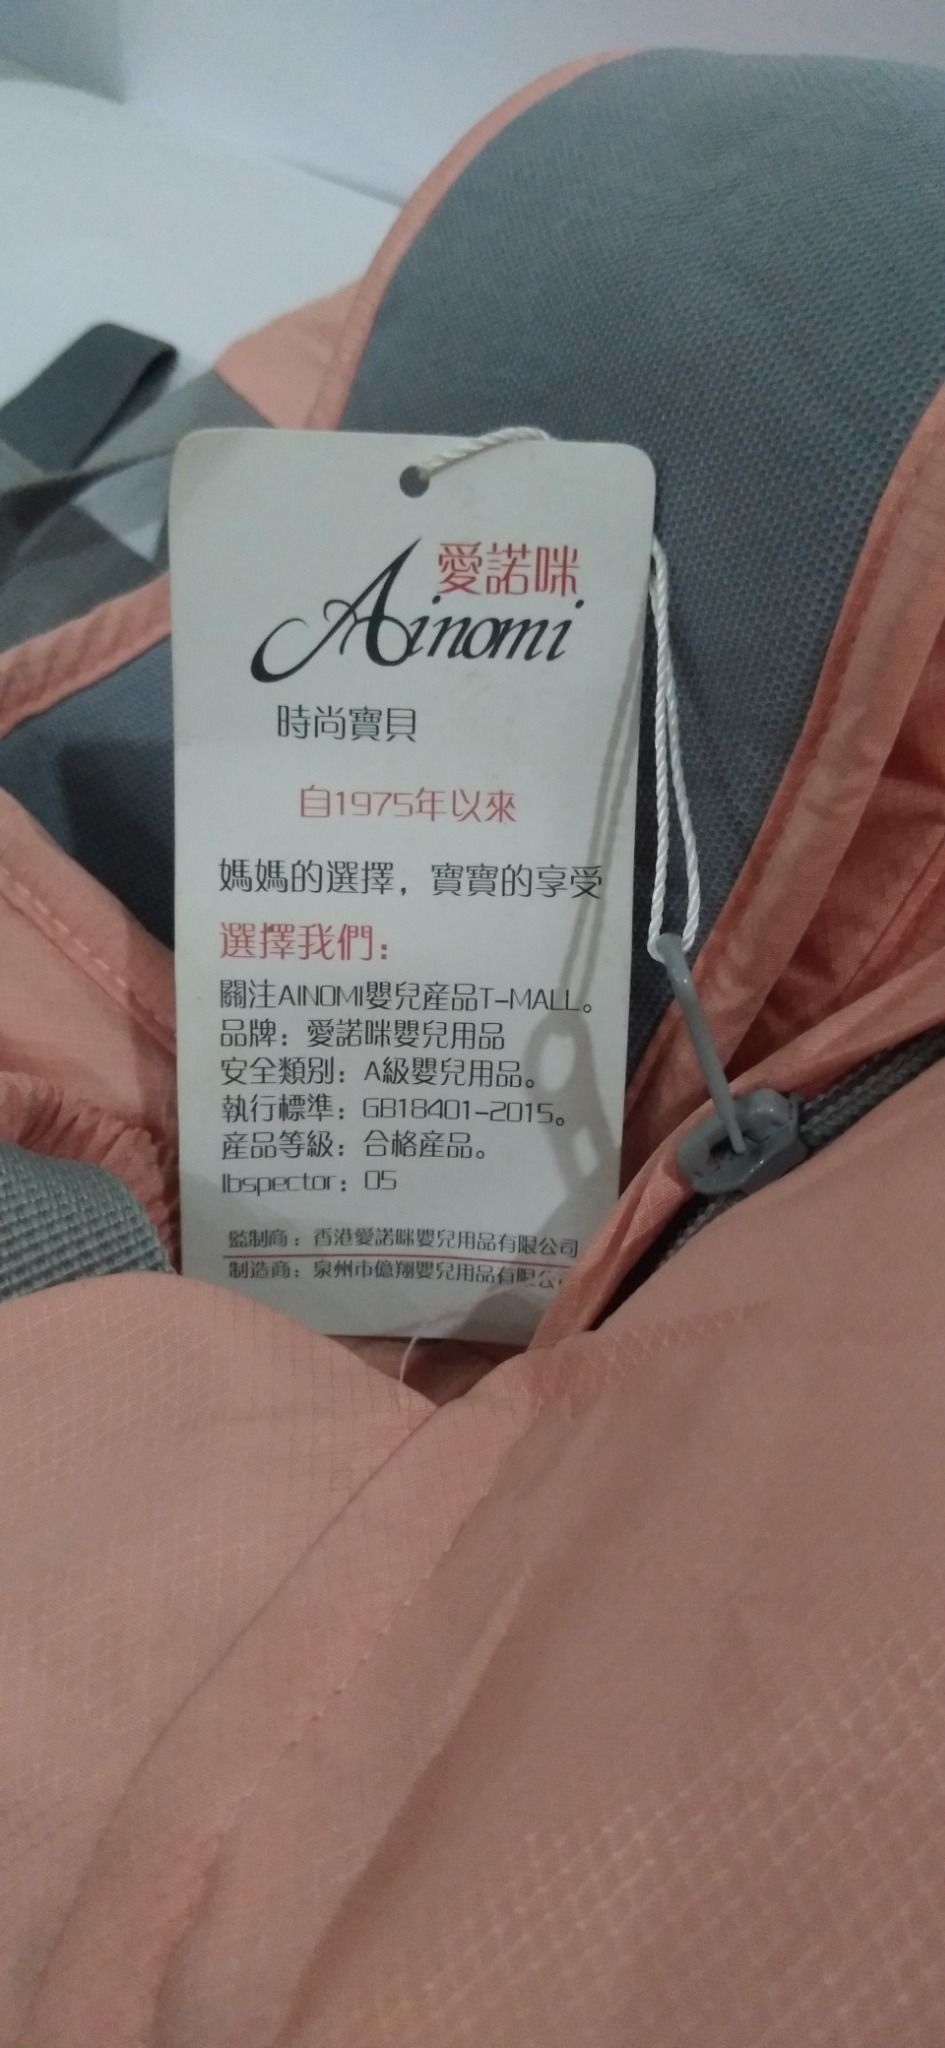 愛諾咪
Ainomi
時尚寶貝
自1975年以來
媽媽的選擇，寶寶的享受
選擇我們：
關注AINOMI嬰兒産品T-MALL。
品牌：愛諾咪嬰兒用品
安全類別：A級嬰兒用品。
執行標準：GB18401-2015。
産品等級：合格産品。
Ibspector：05
監制商：香港愛諾咪嬰兒用品有限公司
制造商：泉州市億翔嬰兒用品有限公